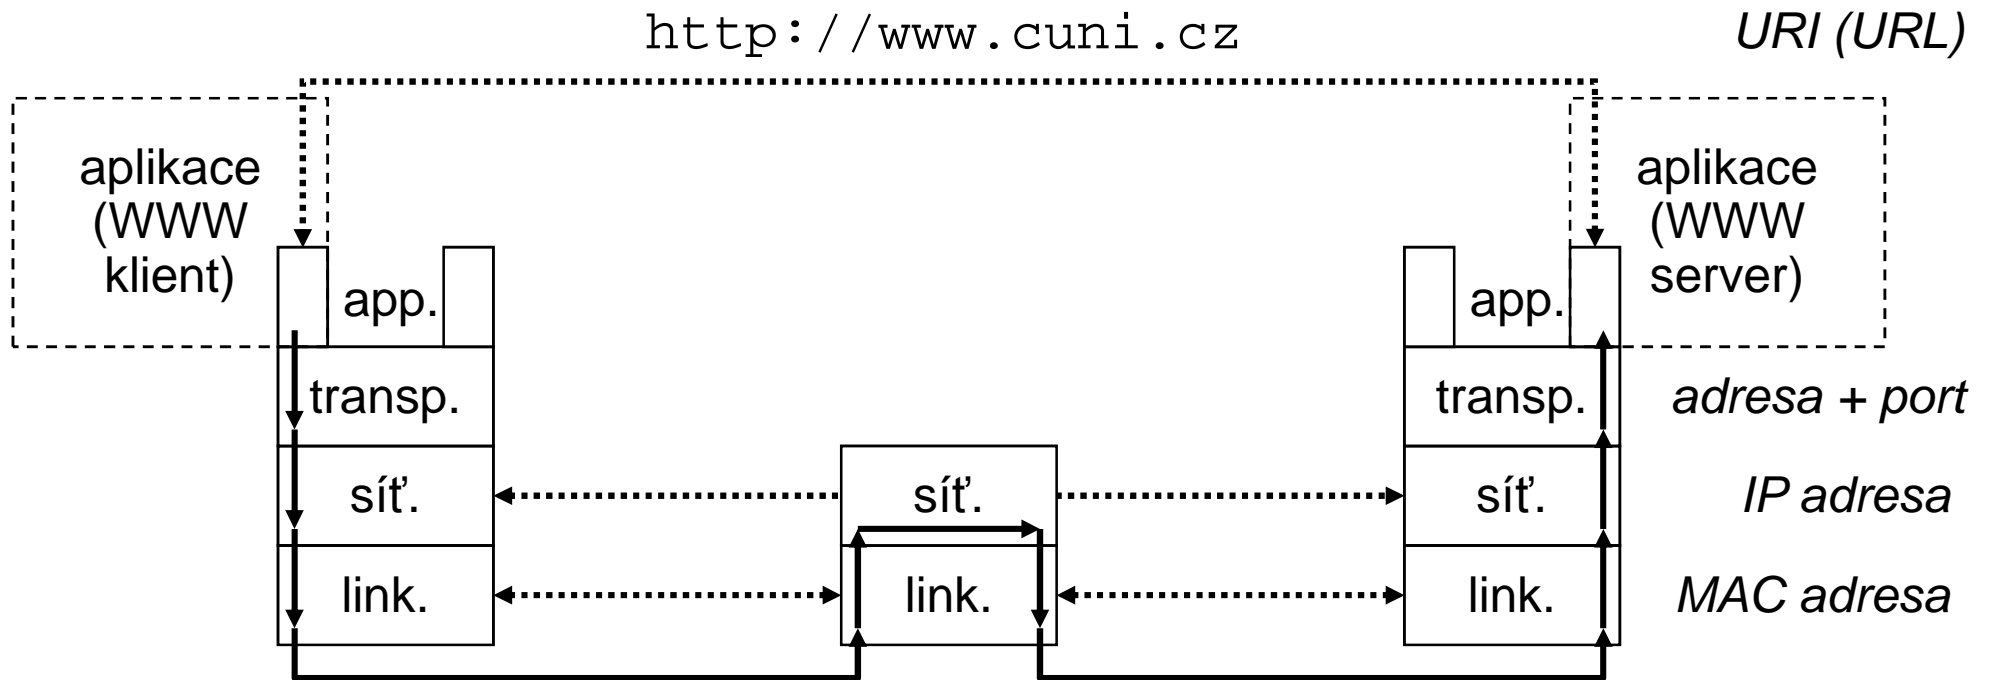 http://www.cuni.cz
URI (URL)
aplikace
(WWW
klient)
aplikace
(WWW
server)
app.
app.
transp.
transp.
adresa + port
síť.
síť.
síť.
IP adresa
link.
link.
link.
MAC adresa